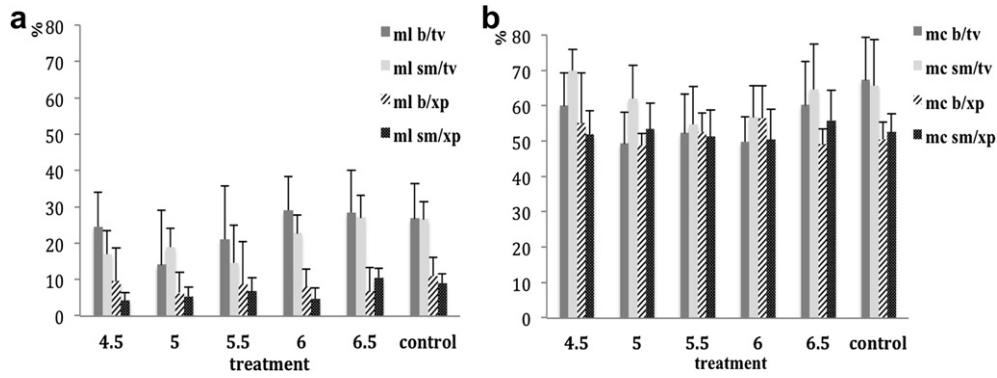 a
%
80
70
60
50
40
30
20
10
0
4.5 5 5.5 6 6.5 control
treatment
ml b/tv
ml sm/tv
ml b/xp
ml sm/xp
b
%
80
70
60
50
40
30
20
10
0
4.5 5 5.5 6 6.5 control
treatment
mc b/tv
mc sm/tv
mc b/xp
mc sm/xp